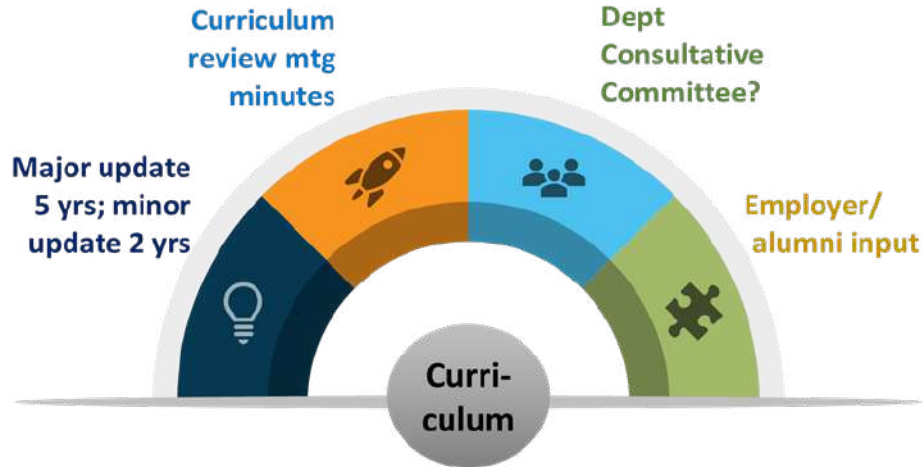 Curriculum
review mtg
minutes
Dept
Consultative
Committee?
Major update
5 yrs; minor
update 2 yrs
Employer/
alumni input
Curri-
culum